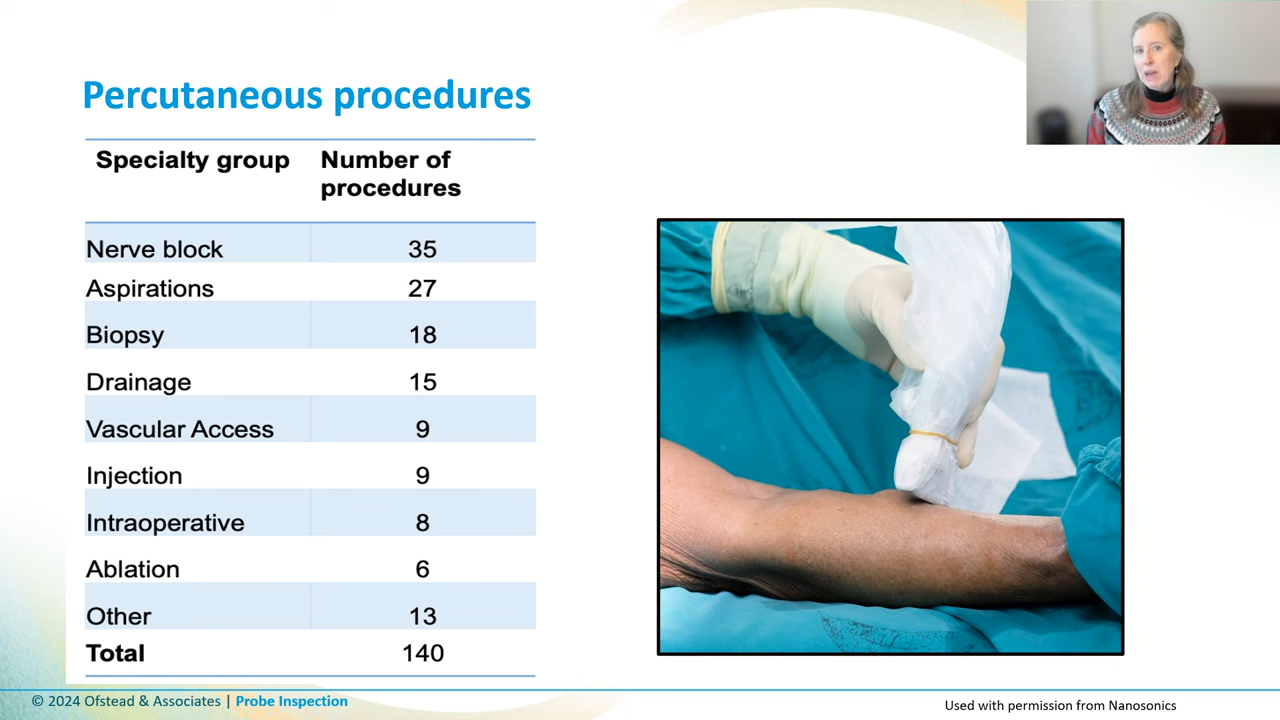 Percutaneous procedures
Specialty group Number of
procedures
Nerve block 35
Aspirations 27
Biopsy 18
Drainage 15
Vascular Access 9
Injection 9
Intraoperative 8
Ablation 6
Other 13
Total 140
© 2024 Ofstead & Associates | Probe Inspection
Used with permission from Nanosonics